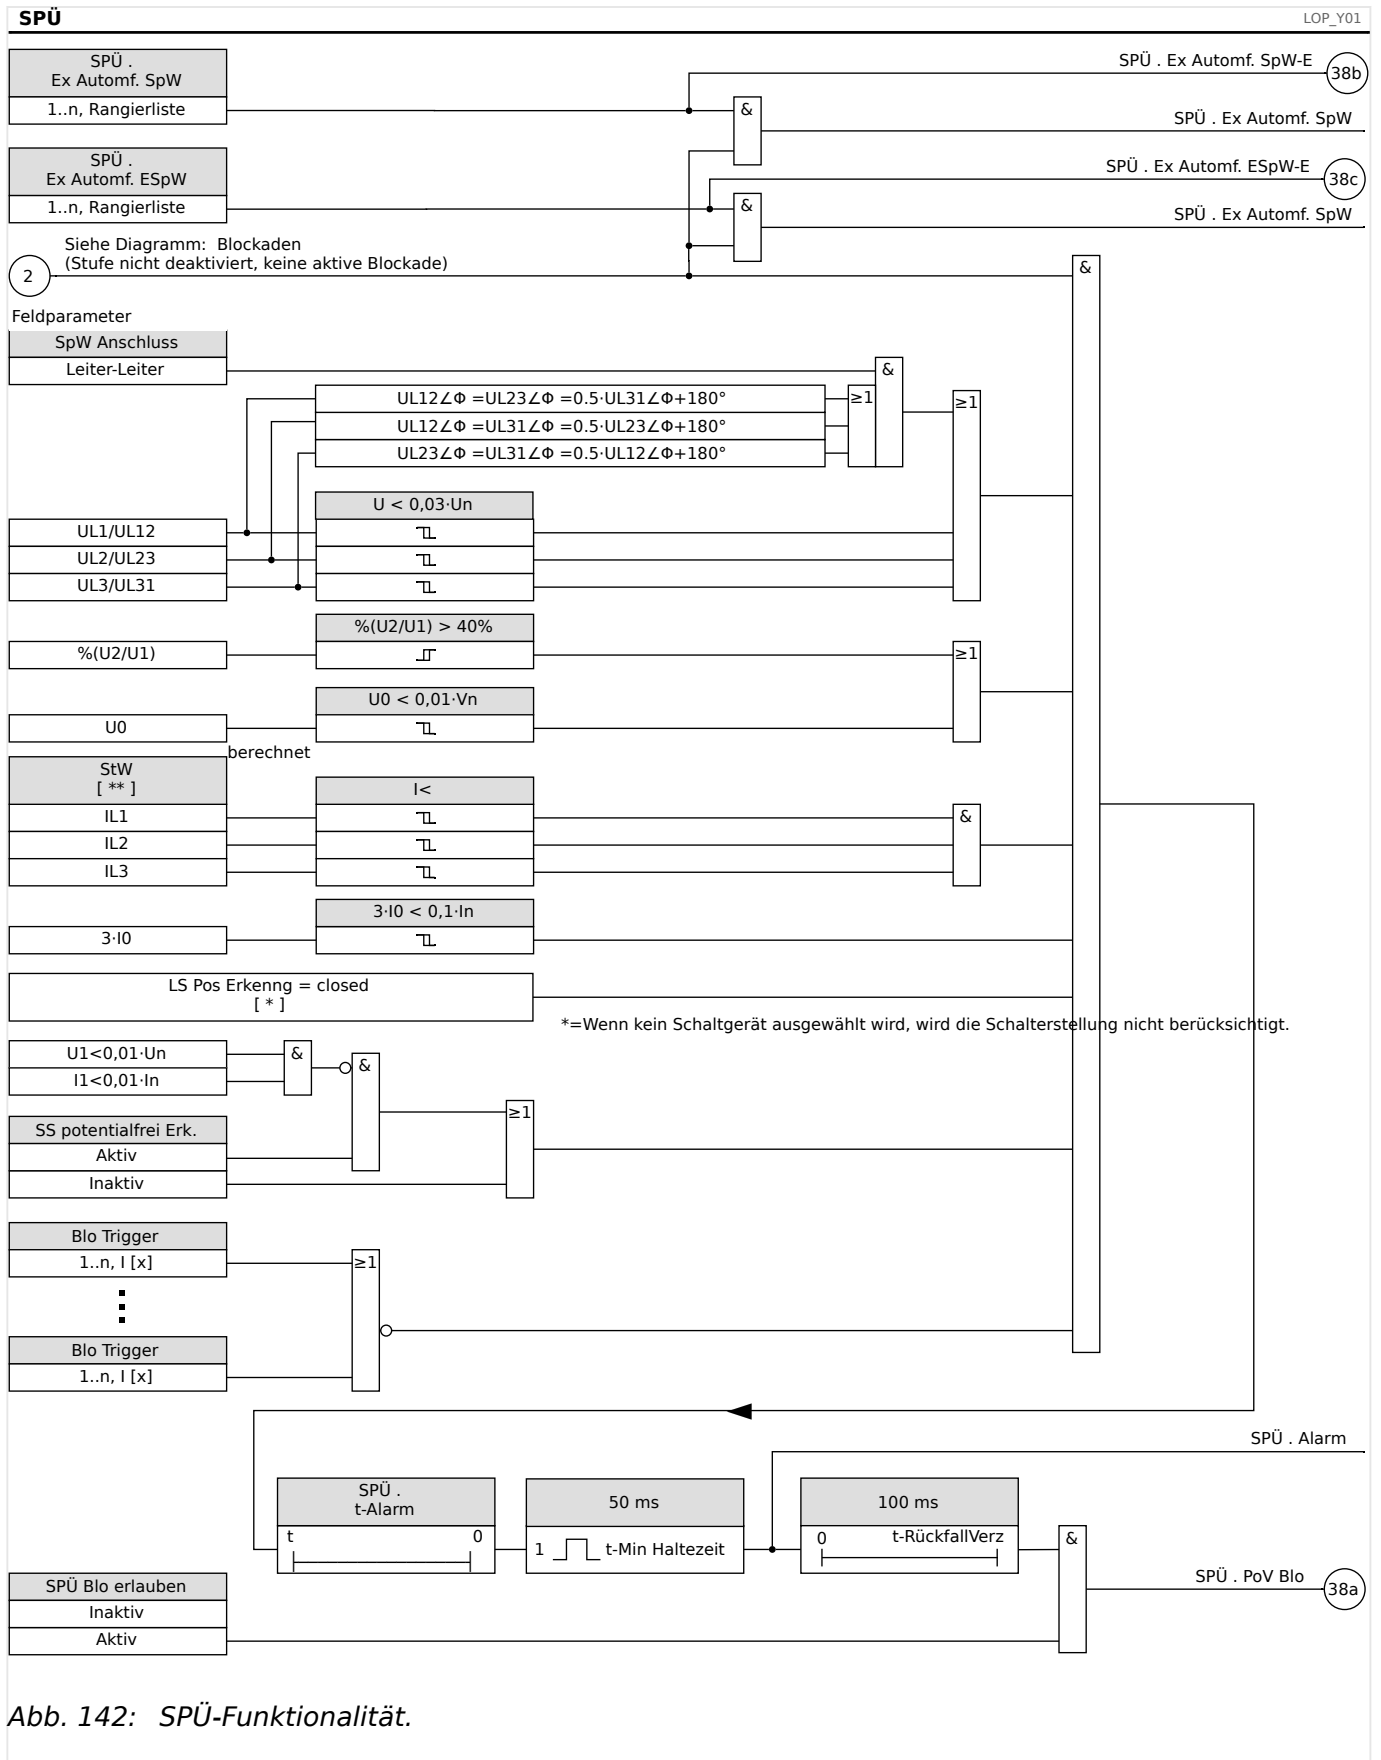 SPÜ
LOP_Y01
SPÜ .
Ex Automf. SpW
1..n, Rangierliste
SPÜ . Ex Automf. SpW-E
38b
&
SPÜ . Ex Automf. SpW
SPÜ .
Ex Automf. ESpW
1..n, Rangierliste
SPÜ . Ex Automf. ESpW-E
38c
&
SPÜ . Ex Automf. SpW
Siehe Diagramm: Blockaden
(Stufe nicht deaktiviert, keine aktive Blockade)
2
&
Feldparameter
SpW Anschluss
Leiter-Leiter
&
UL12∠Φ =UL23∠Φ =0.5·UL31∠Φ+180°
UL12∠Φ =UL31∠Φ =0.5·UL23∠Φ+180°
UL23∠Φ =UL31∠Φ =0.5·UL12∠Φ+180°
≥1
≥1
U < 0,03·Un
UL1/UL12
UL2/UL23
UL3/UL31
%(U2/U1) > 40%
%(U2/U1)
≥1
U0 < 0,01·Vn
U0
berechnet
StW
[ ** ]
I<
IL1
IL2
IL3
&
3·I0 < 0,1·In
3·I0
LS Pos Erkenng = closed
[ * ]
*=Wenn kein Schaltgerät ausgewählt wird, wird die Schalterstellung nicht berücksichtigt.
U1<0,01·Un
I1<0,01·In
&
&
≥1
SS potentialfrei Erk.
Aktiv
Inaktiv
Blo Trigger
1..n, I [x]
≥1
Blo Trigger
1..n, I [x]
SPÜ . Alarm
SPÜ .
t-Alarm
t 0
50 ms
1 t-Min Haltezeit
100 ms
0 t-RückfallVerz
&
SPÜ . PoV Blo
38a
SPÜ Blo erlauben
Inaktiv
Aktiv
Abb. 142: SPÜ-Funktionalität.